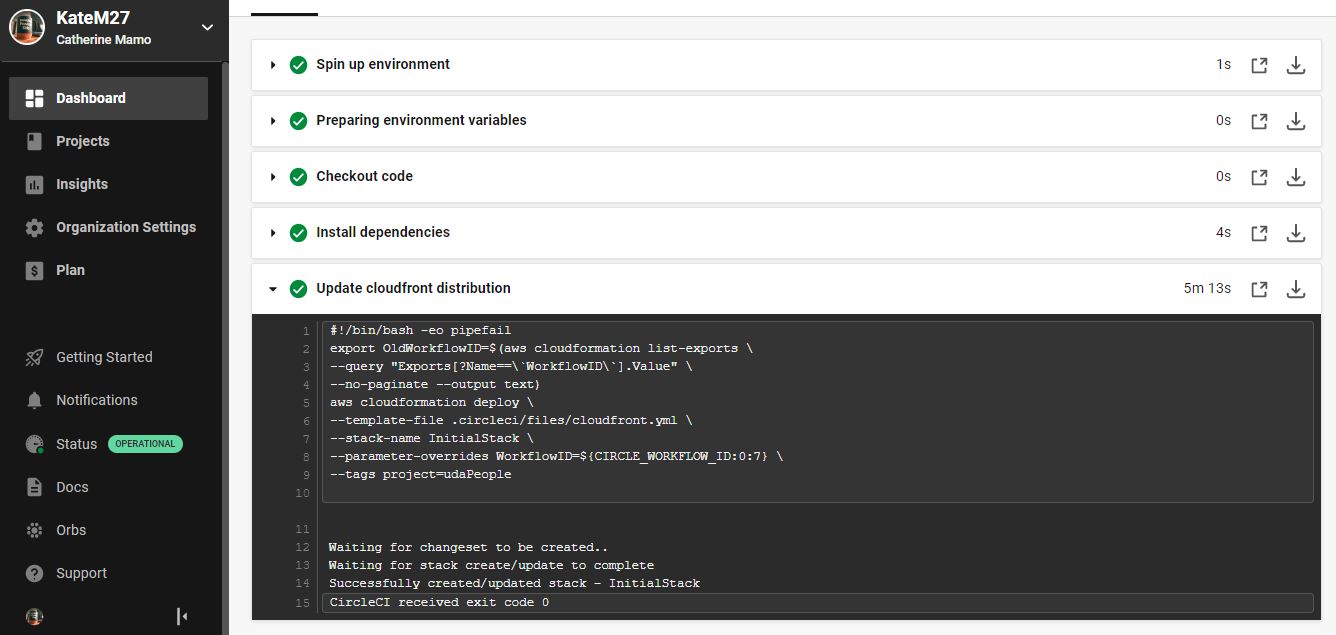 KateM27
Catherine Mamo
Dashboard
Projects
Insights
Organization Settings
Plan
Getting Started
Notifications
Status OPERATIONAL
Docs
Orbs
Support
Spin up environment 1s
Preparing environment variables 0s
Checkout code 0s
Install dependencies 4s
Update cloudfront distribution 5m 13s
1 #!/bin/bash -eo pipefail
2 export OldWorkflowID=$(aws cloudformation list-exports \
3 --query "Exports[?Name==\`WorkflowID\`].Value" \
4 --no-paginate --output text)
5 aws cloudformation deploy \
6 --template-file .circleci/files/cloudfront.yml \
7 --stack-name InitialStack \
8 --parameter-overrides WorkflowID=${CIRCLE_WORKFLOW_ID:0:7} \
9 --tags project=udaPeople
10
11
12 Waiting for changeset to be created..
13 Waiting for stack create/update to complete
14 Successfully created/updated stack - InitialStack
15 CircleCI received exit code 0